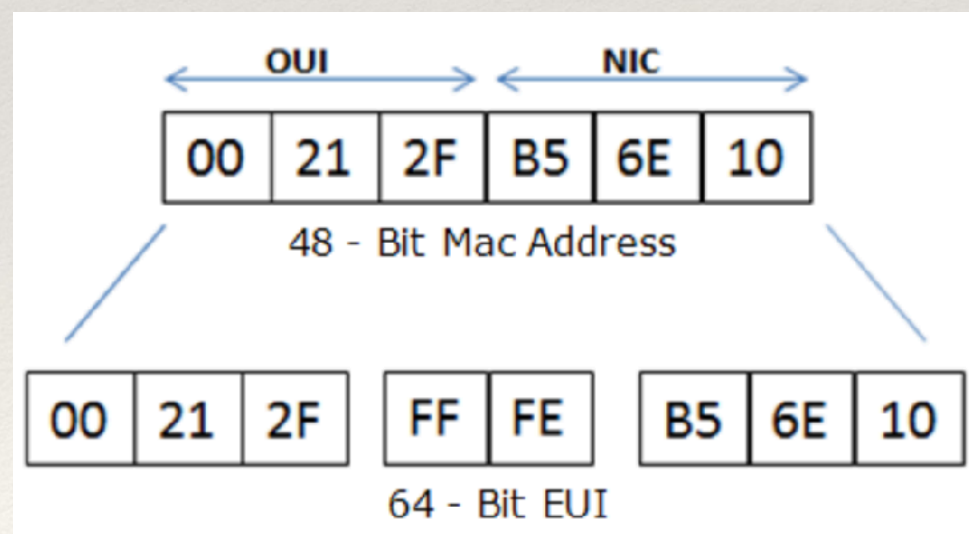 OUI NIC
00 21 2F B5 6E 10
48 - Bit Mac Address
00 21 2F FF FE B5 6E 10
64 - Bit EUI